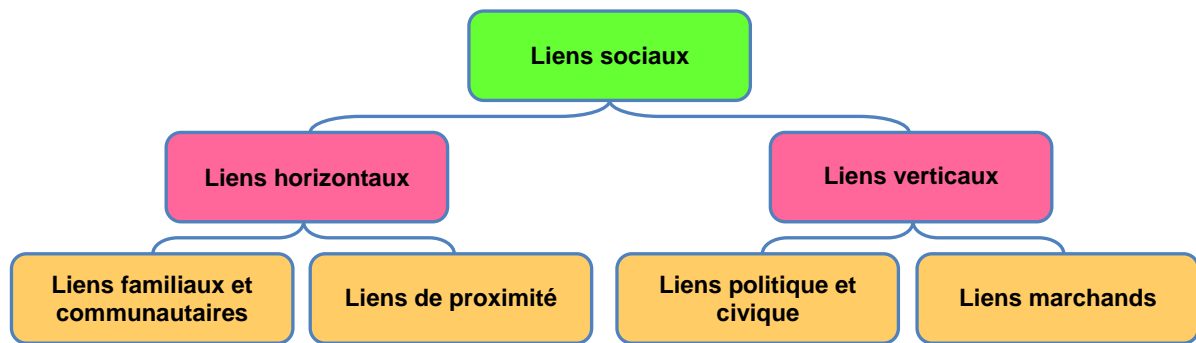 Liens sociaux
Liens horizontaux
Liens verticaux
Liens familiaux et
communautaires
Liens de proximité
Liens politique et
civique
Liens marchands